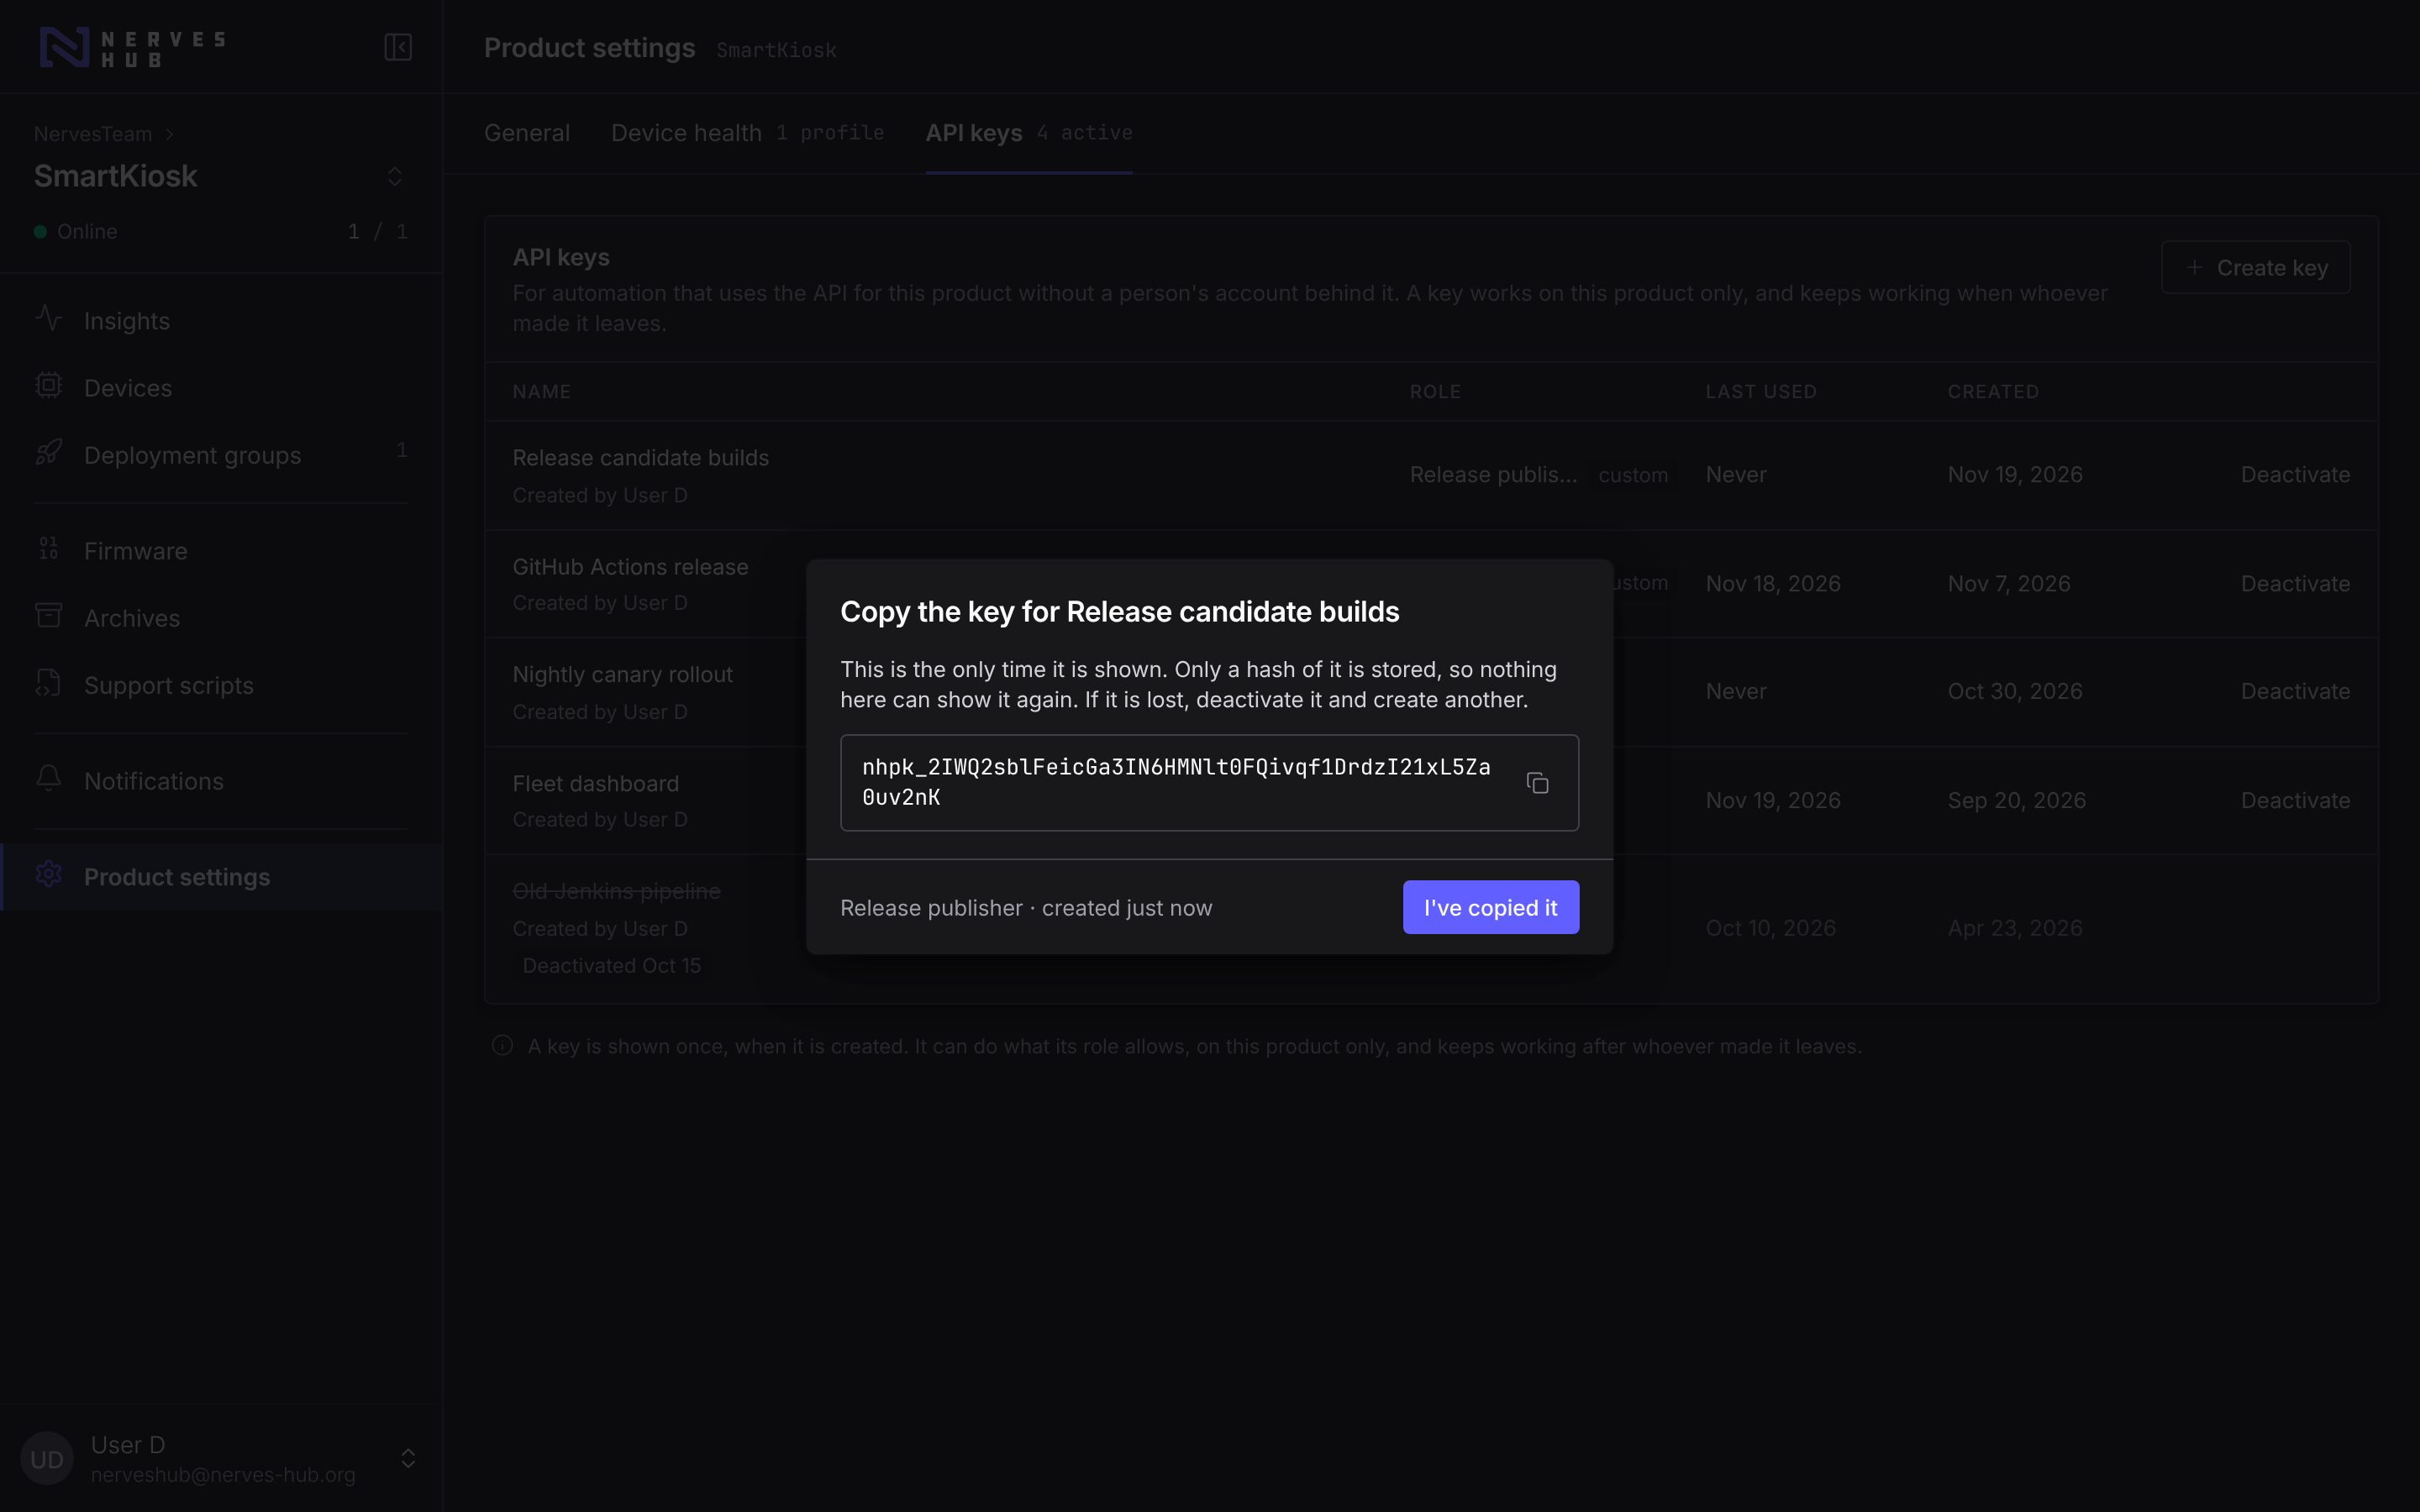 NERVES
HUB
NervesTeam
SmartKiosk
Online 1 / 1
Insights
Devices
Deployment groups 1
Firmware
Archives
Support scripts
Notifications
Product settings
UD
User D
nerveshub@nerves-hub.org
Product settings SmartKiosk
General Device health 1 profile API keys 4 active
API keys
Create key
For automation that uses the API for this product without a person's account behind it. A key works on this product only, and keeps working when whoever
made it leaves.
NAME ROLE LAST USED CREATED
Release candidate builds
Created by User D
Release publis... custom Never Nov 19, 2026 Deactivate
GitHub Actions release
Created by User D
ustom Nov 18, 2026 Nov 7, 2026 Deactivate
Nightly canary rollout
Created by User D
Never Oct 30, 2026 Deactivate
Fleet dashboard
Created by User D
Nov 19, 2026 Sep 20, 2026 Deactivate
Old Jenkins pipeline
Created by User D
Deactivated Oct 15
Oct 10, 2026 Apr 23, 2026
Copy the key for Release candidate builds
This is the only time it is shown. Only a hash of it is stored, so nothing
here can show it again. If it is lost, deactivate it and create another.
nhpk_2IWQ2sblFeicGa3IN6HMNlt0FQivqf1DrdzI21xL5Za
0uv2nK
Release publisher · created just now
I've copied it
A key is shown once, when it is created. It can do what its role allows, on this product only, and keeps working after whoever made it leaves.